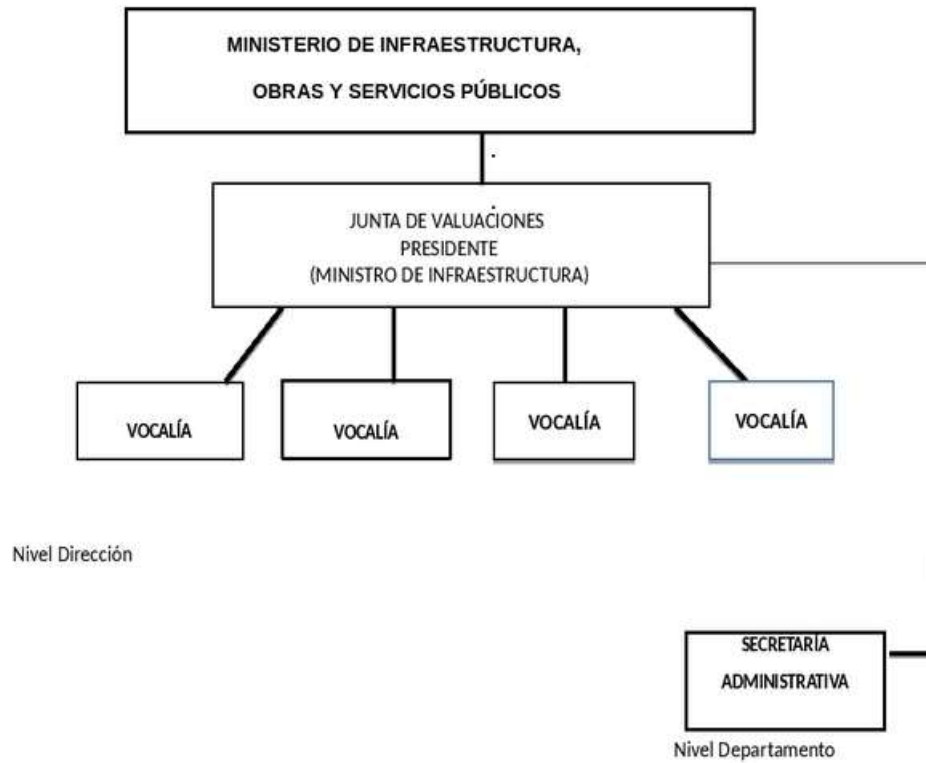 MINISTERIO DE INFRAESTRUCTURA,
OBRAS Y SERVICIOS PÚBLICOS
JUNTA DE VALUACIONES
PRESIDENTE
(MINISTRO DE INFRAESTRUCTURA)
VOCALÍA
VOCALÍA
VOCALÍA
VOCALÍA
Nivel Dirección
SECRETARÍA
ADMINISTRATIVA
Nivel Departamento